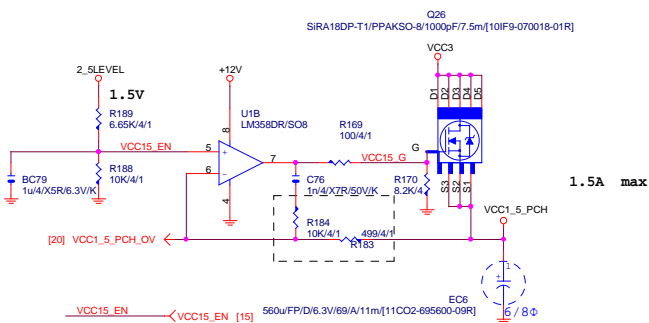 Q26
SiRA18DP-T1/PPAKSO-8/1000pF/7.5m/[10IF9-070018-01R]
VCC3
2_5LEVEL
+12V
1.5V
D1
D2
D3
D4
D5
R189
6.65K/4/1
U1B
LM358DR/SO8
R169
100/4/1
8
VCC15_EN
5
+
7
VCC15_G
G
6
-
BC79
1u/4/X5R/6.3V/K
R188
10K/4/1
C76
1n/4/X7R/50V/K
R170
8.2K/4
S3
S2
S1
1.5A max
4
VCC1_5_PCH
R184
10K/4/1
499/4/1
R183
[20] VCC1_5_PCH_OV
1
+
EC6
560u/FP/D/6.3V/69/A/11m/[11CO2-695600-09R]
6/8Φ
VCC15_EN
VCC15_EN [15]